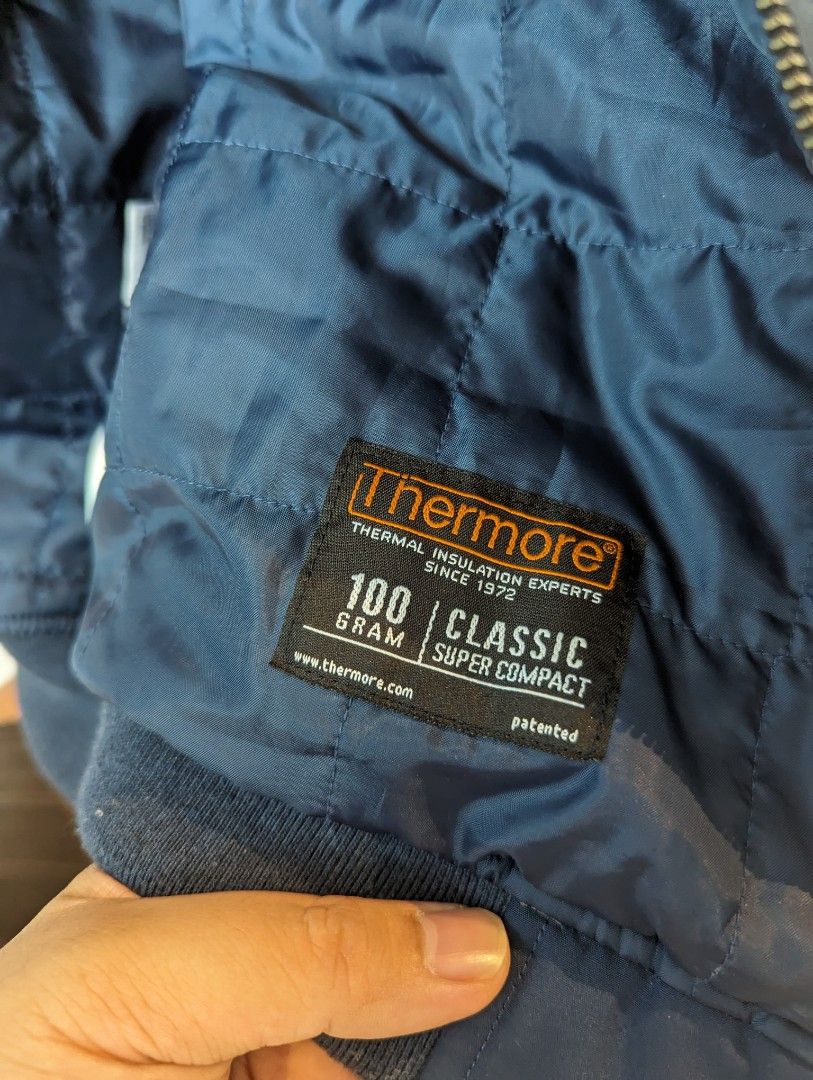 Thermore®
THERMAL INSULATION EXPERTS
SINCE 1972
100
GRAM
CLASSIC
SUPER COMPACT
www.thermore.com
patented